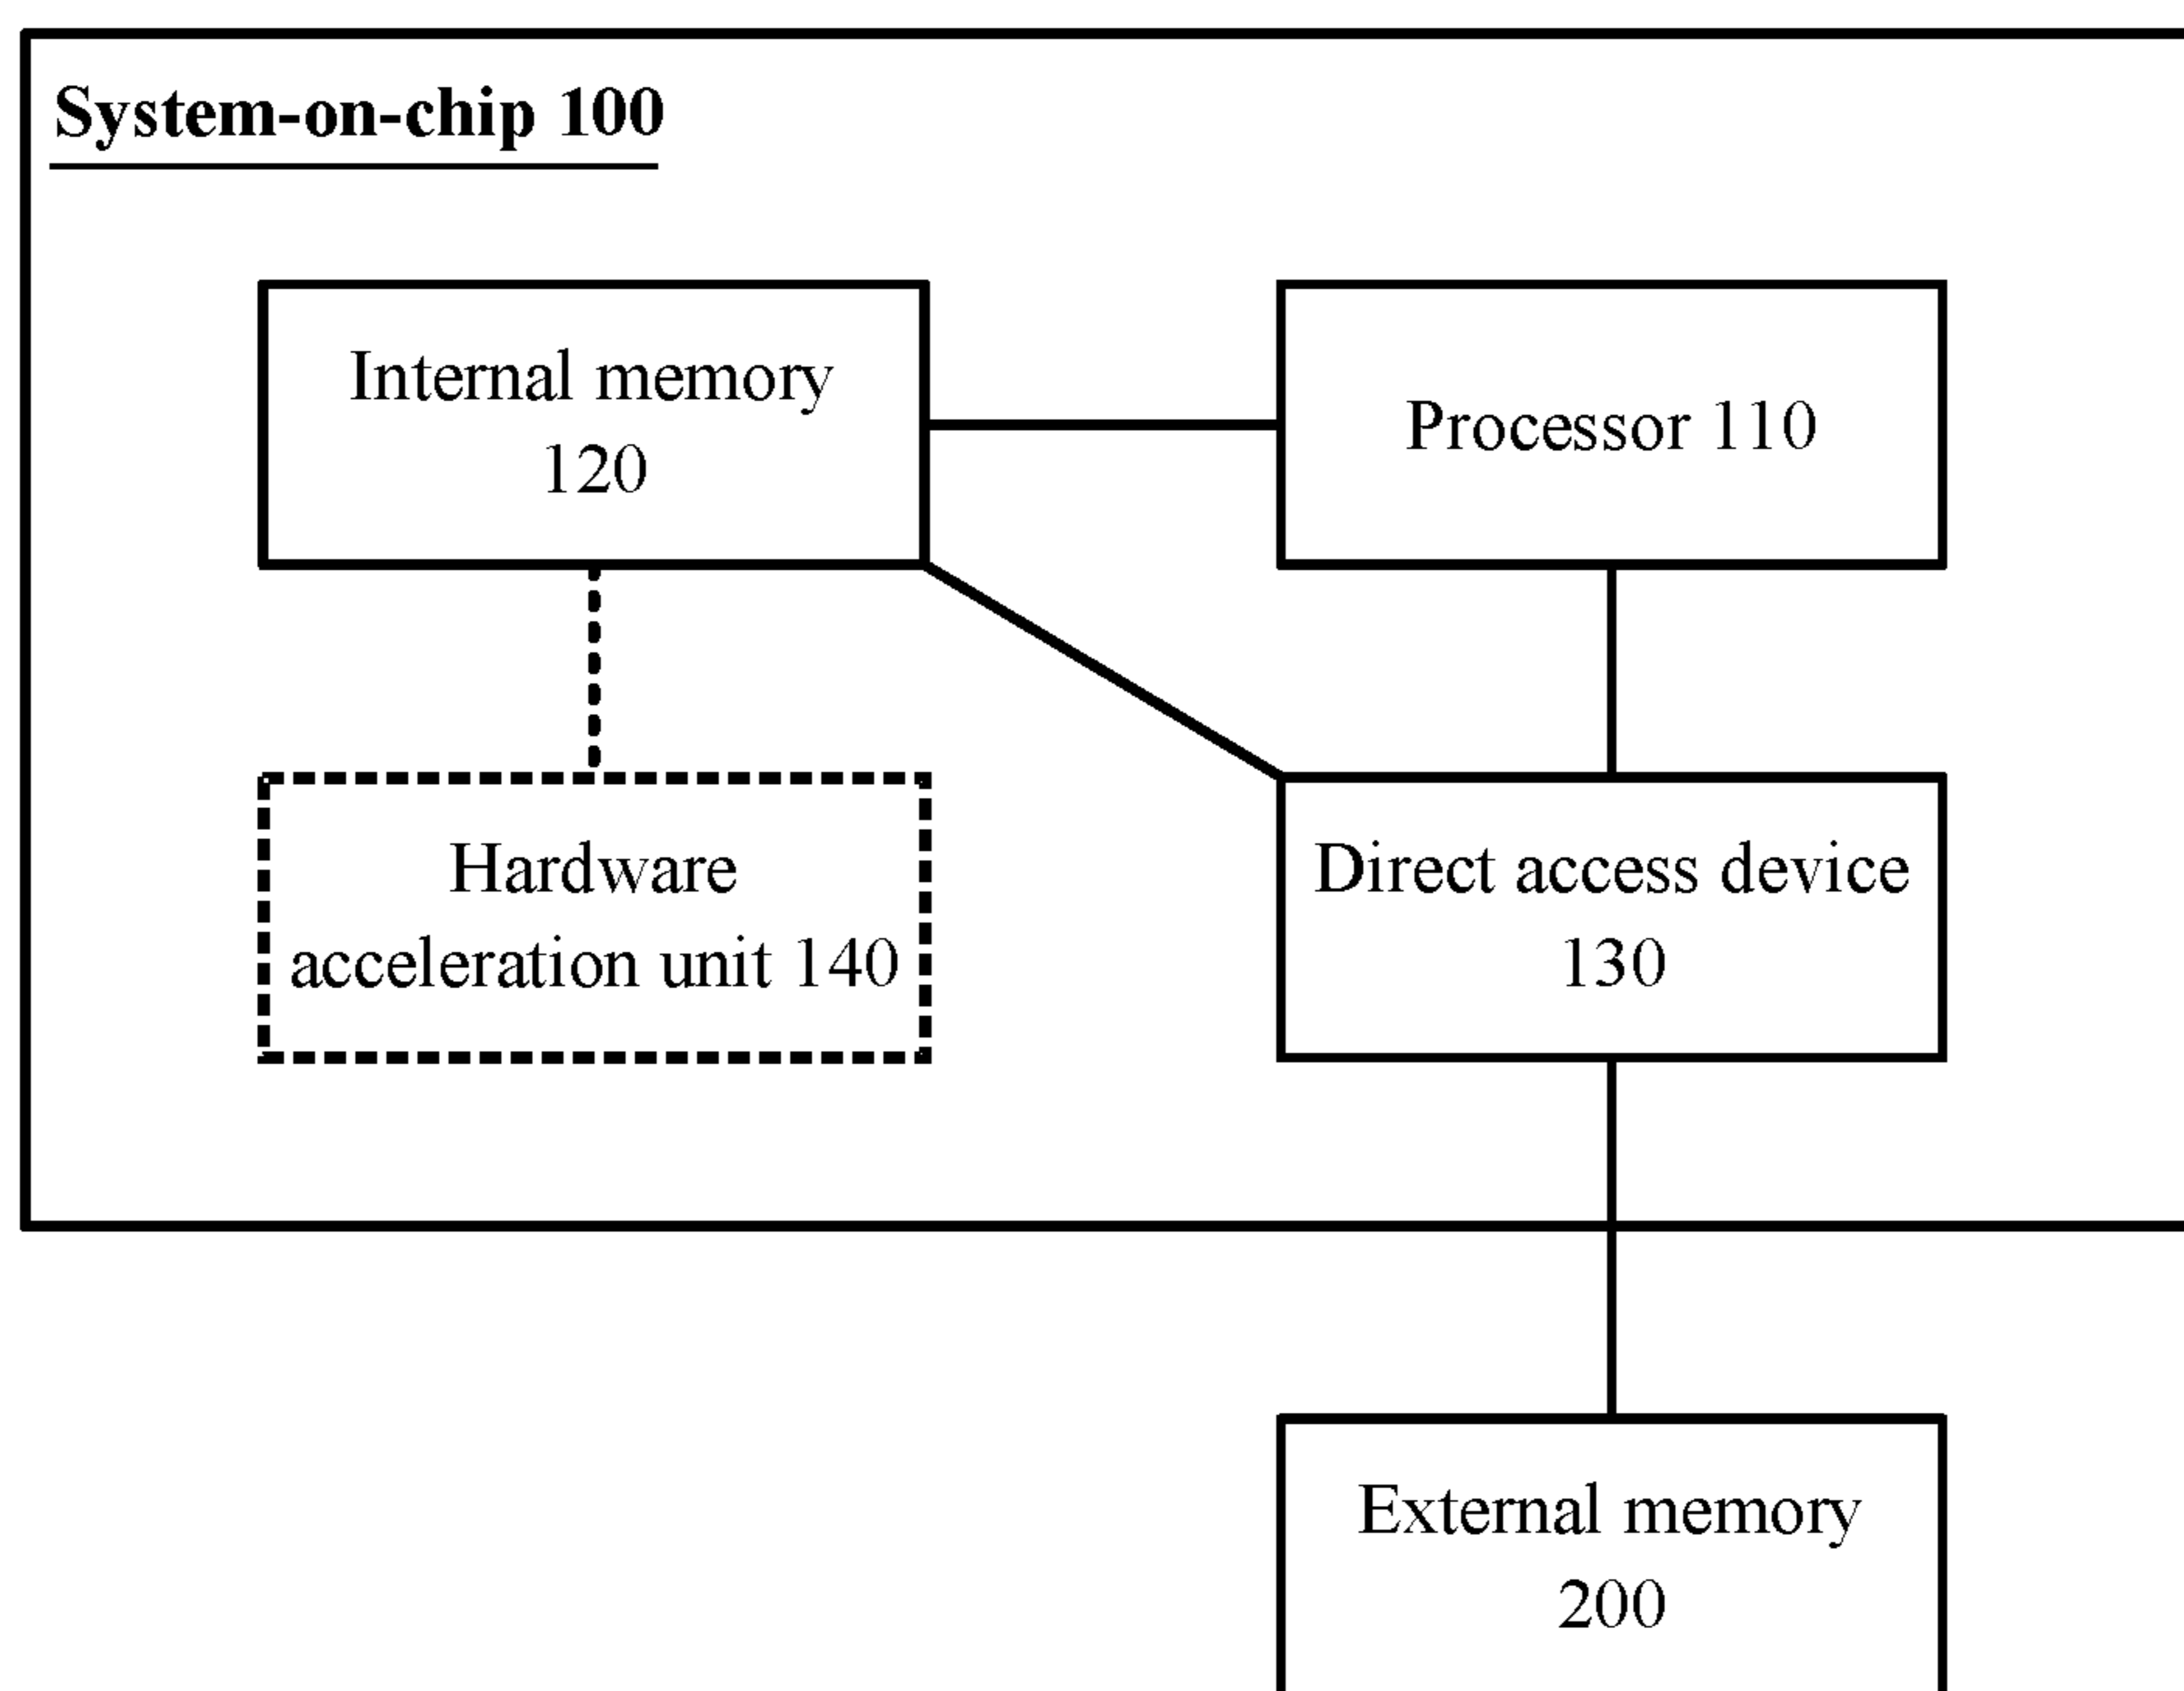 System-on-chip 100
Internal memory
120
Processor 110
Hardware
acceleration unit 140
Direct access device
130
External memory
200